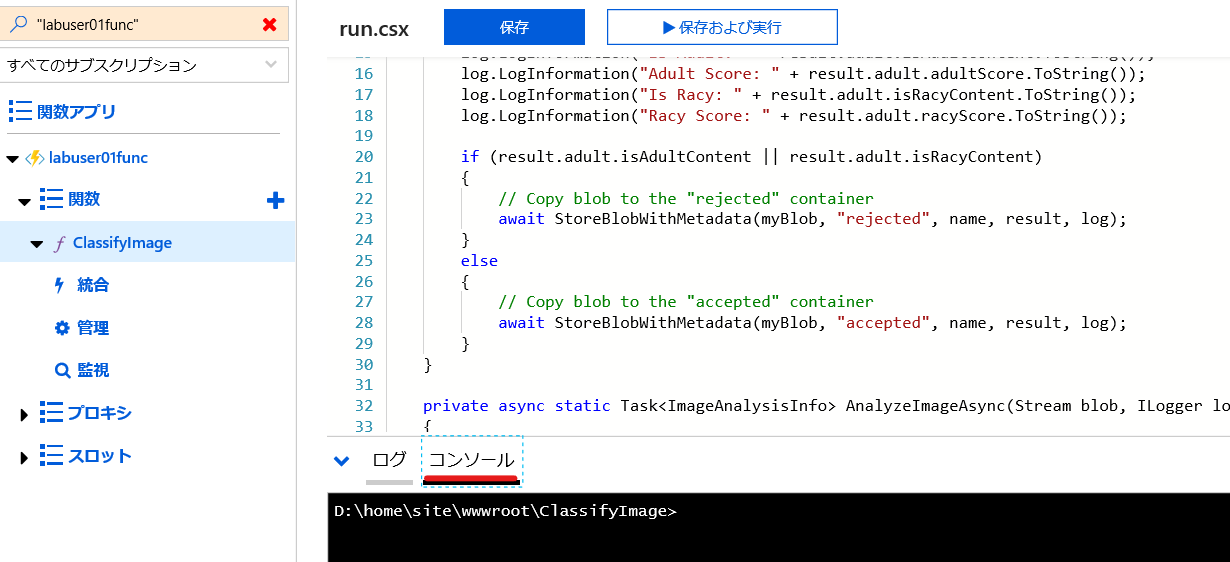 "labuser01func"
すべてのサブスクリプション
関数アプリ
labuser01func
関数
ClassifyImage
統合
管理
監視
プロキシ
スロット
run.csx 保存 保存および実行
16 log.LogInformation("Adult Score: " + result.adult.adultScore.ToString());
17 log.LogInformation("Is Racy: " + result.adult.isRacyContent.ToString());
18 log.LogInformation("Racy Score: " + result.adult.racyScore.ToString());
19
20 if (result.adult.isAdultContent || result.adult.isRacyContent)
21 {
22 // Copy blob to the "rejected" container
23 await StoreBlobWithMetadata(myBlob, "rejected", name, result, log);
24 }
25 else
26 {
27 // Copy blob to the "accepted" container
28 await StoreBlobWithMetadata(myBlob, "accepted", name, result, log);
29 }
30 }
31
32 private async static Task<ImageAnalysisInfo> AnalyzeImageAsync(Stream blob, ILogger lo
33 {
ログ コンソール
D:\home\site\wwwroot\ClassifyImage>